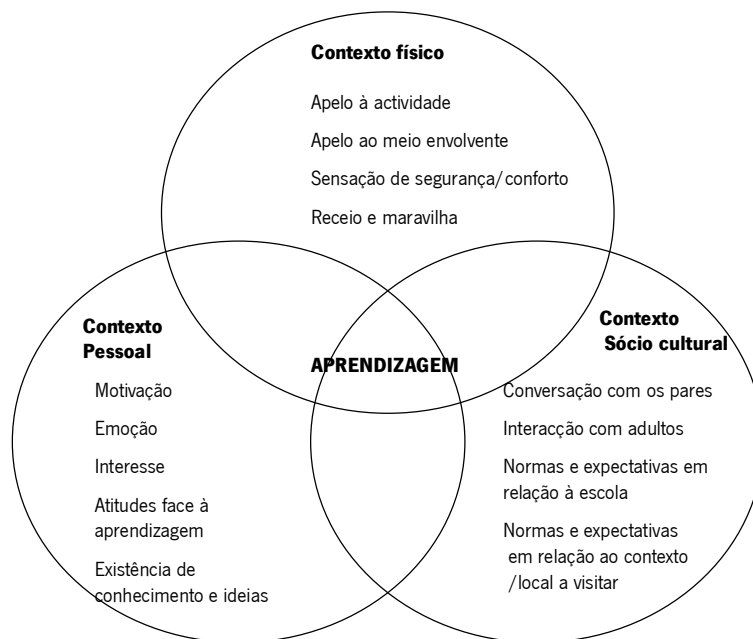 Contexto físico
Apelo à actividade
Apelo ao meio envolvente
Sensação de segurança/conforto
Receio e maravilha
Contexto
Pessoal
Motivação
Emoção
Interesse
Atitudes face à
aprendizagem
Existência de
conhecimento e ideias
APRENDIZAGEM
Contexto
Sócio cultural
Conversação com os pares
Interacção com adultos
Normas e expectativas em
relação à escola
Normas e expectativas
em relação ao contexto
/local a visitar